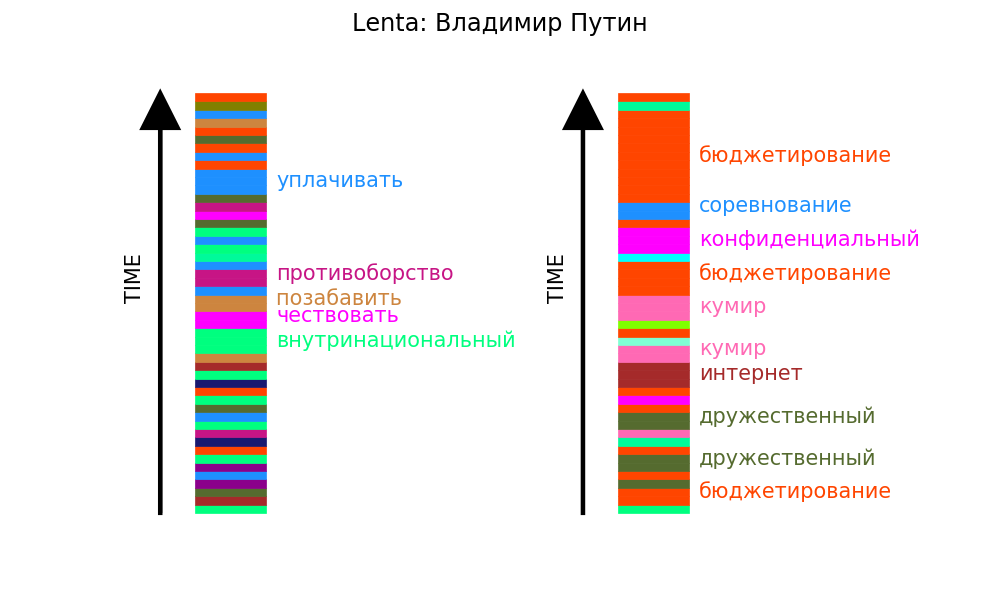 Lenta: Владимир Путин
TIME
уплачивать
противоборство
позабавить
чествовать
внутринациональный
TIME
бюджетирование
соревнование
конфиденциальный
бюджетирование
кумир
кумир
интернет
дружественный
дружественный
бюджетирование